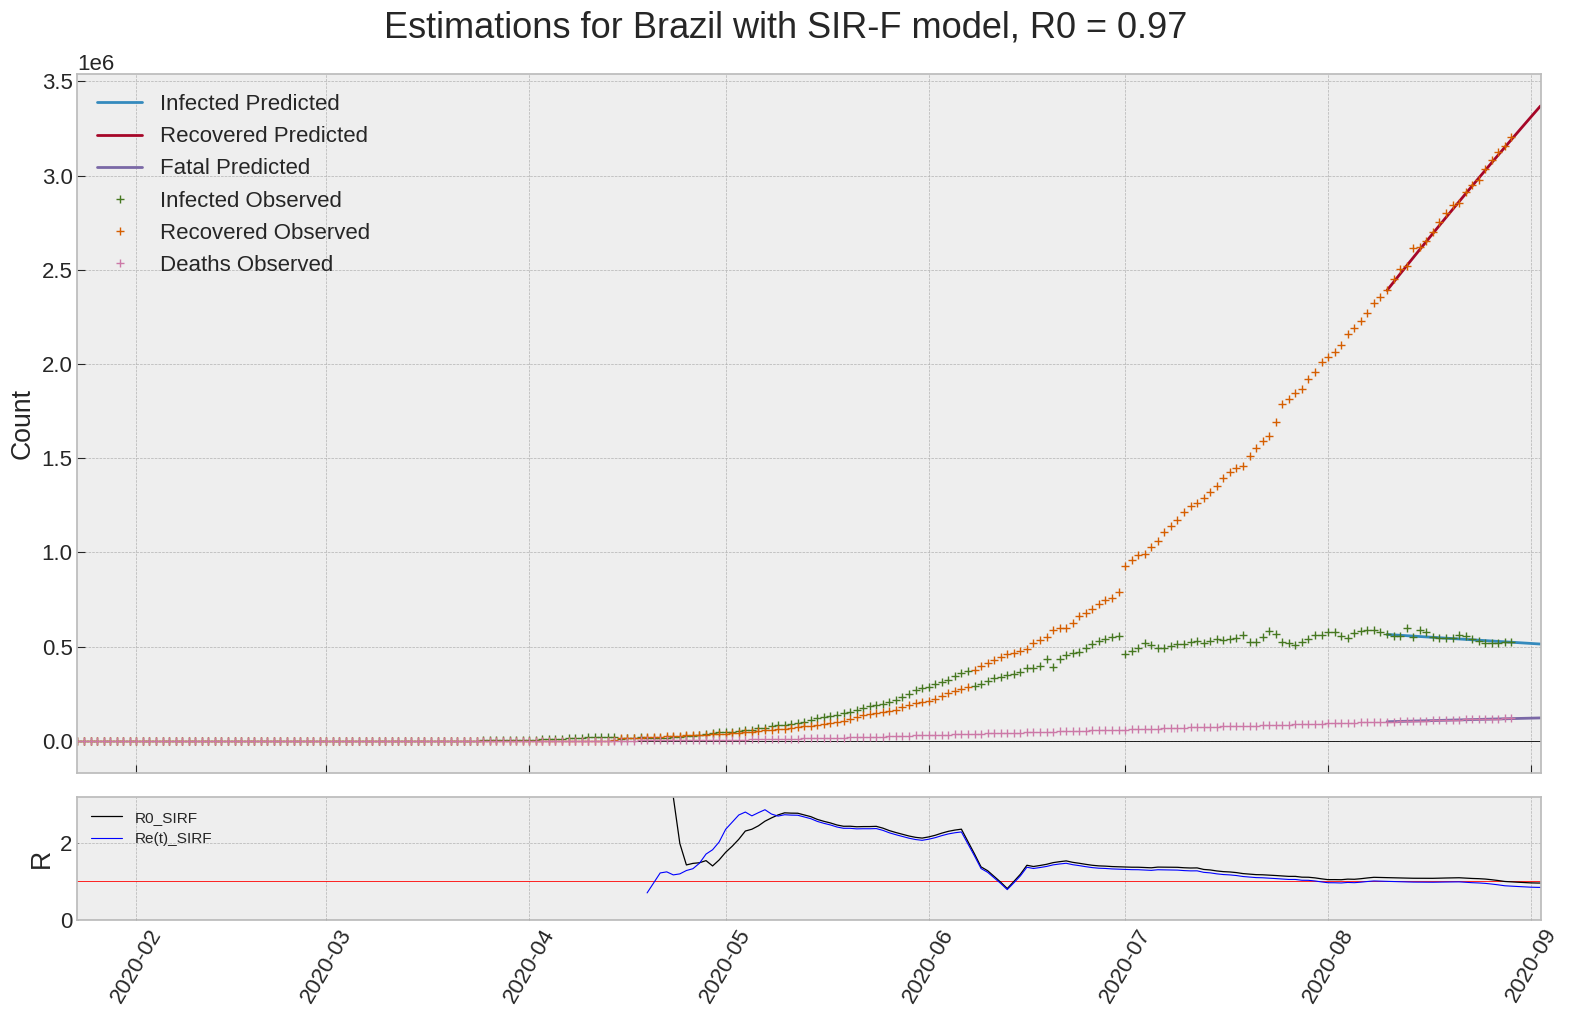 Estimations for Brazil with SIR-F model, R0 = 0.97
1e6
3.5
3.0
2.5
2.0
1.5
1.0
0.5
0.0
Count
Infected Predicted
Recovered Predicted
Fatal Predicted
Infected Observed
Recovered Observed
Deaths Observed
R0_SIRF
Re(t)_SIRF
R
2
0
2020-02
2020-03
2020-04
2020-05
2020-06
2020-07
2020-08
2020-09